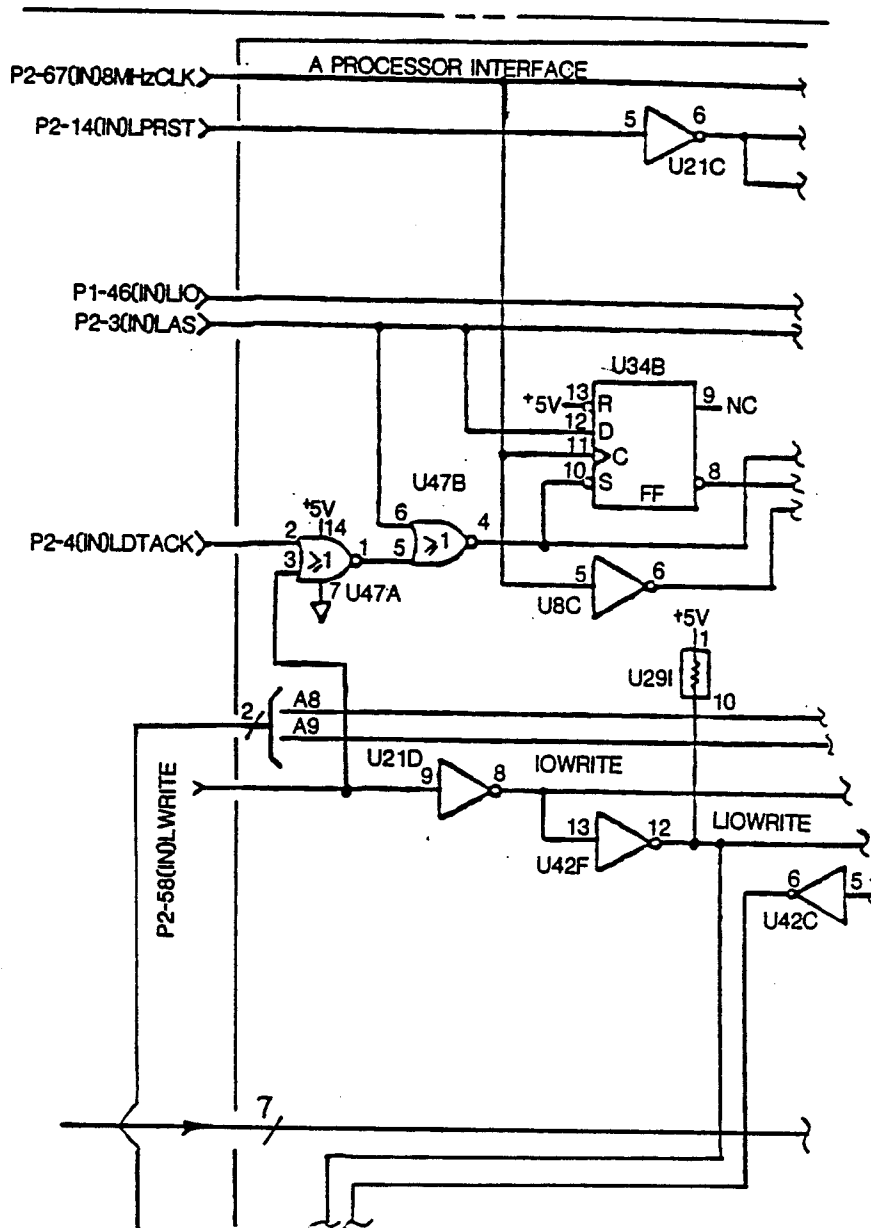 P2-67(IN)8MHzCLK
A PROCESSOR INTERFACE
P2-14(IN)LPRST
5
6
U21C
P1-46(IN)LIO
P2-3(IN)LAS
U34B
+5V
13
R
9
NC
12
D
11
C
10
S
8
FF
U47B
6
4
5
≥1
+5V
14
P2-4(IN)LDTACK
2
3
≥1
1
7
U47A
5
6
U8C
+5V
1
U29I
10
2
A8
A9
U21D
9
8
IOWRITE
P2-58(IN)LWRITE
13
12
LIOWRITE
U42F
6
5
U42C
7